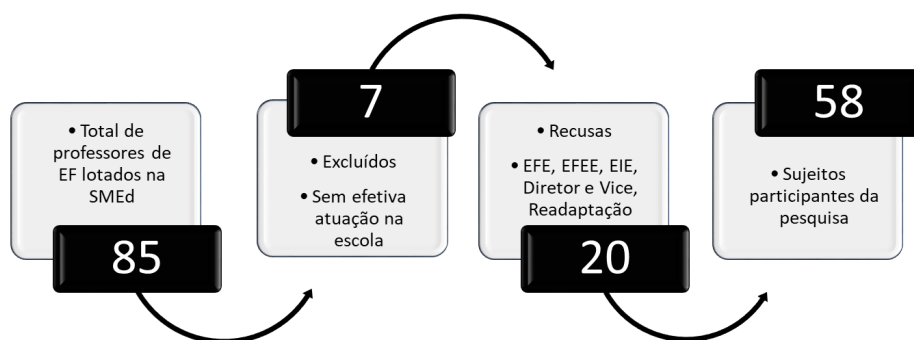 • Total de
professores de
EF lotados na
SMEd
85
7
• Excluídos
• Sem efetiva
atuação na
escola
• Recusas
• EFE, EFEE, EIE,
Diretor e Vice,
Readaptação
20
58
• Sujeitos
participantes da
pesquisa